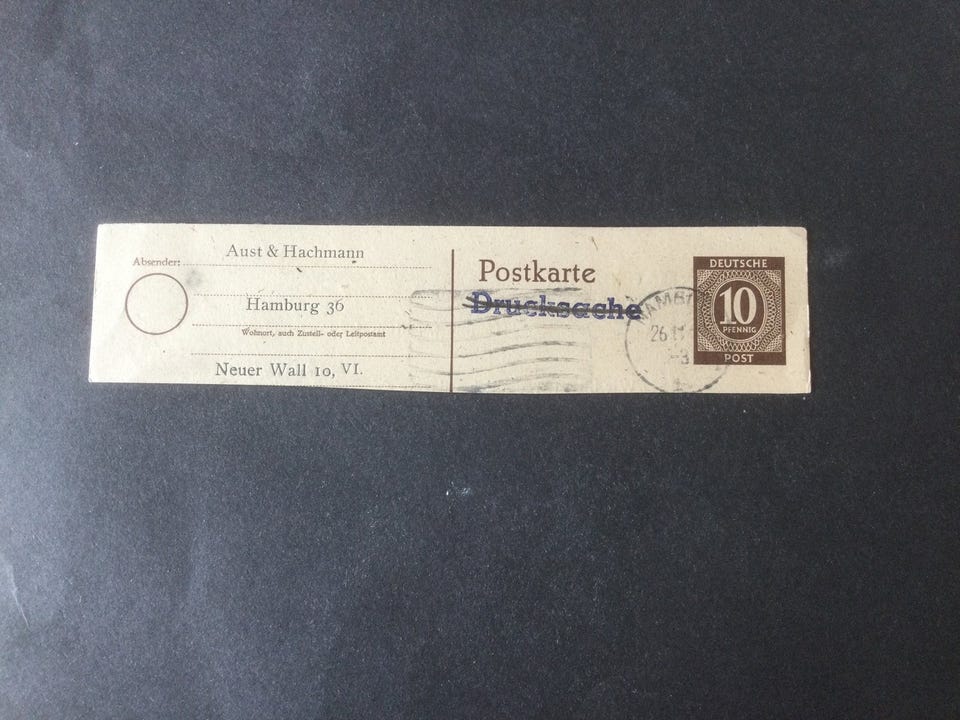 Absender: Aust & Hachmann
Hamburg 36
Wohnort, auch Zustell- oder Leitpostamt
Neuer Wall 10, VI.
Postkarte
Drucksache
DEUTSCHE
10
PFENNIG
POST